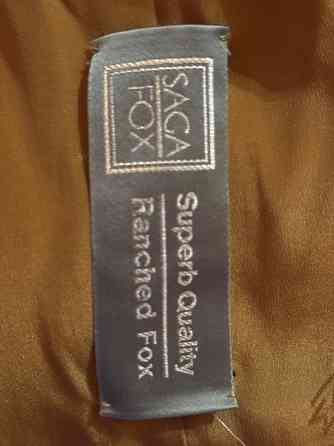 SAGA
FOX
Superb Quality
Ranched Fox